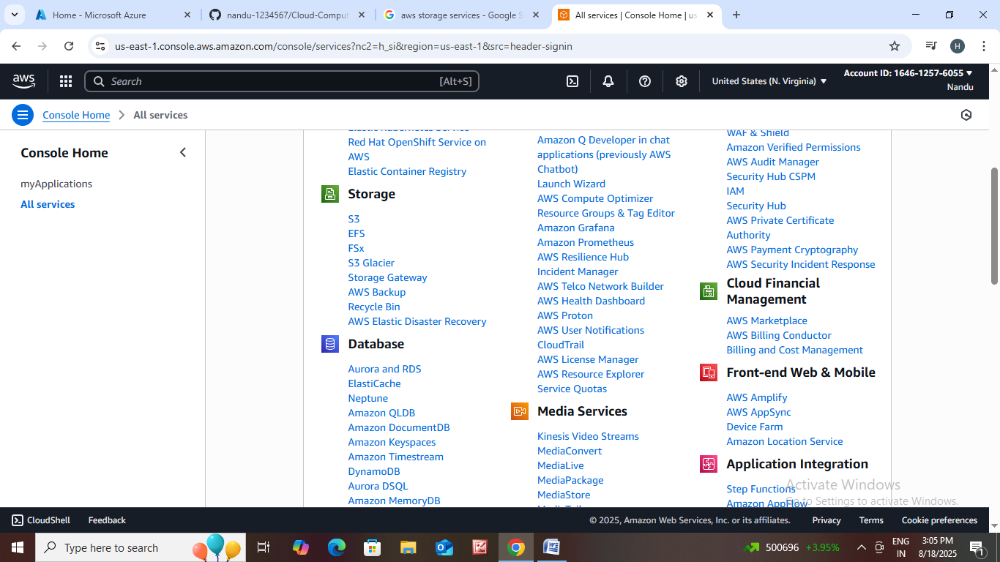 Home - Microsoft Azure
nandu-1234567/Cloud-Comput
aws storage services - Google S
All services | Console Home | us
us-east-1.console.aws.amazon.com/console/services?nc2=h_si&region=us-east-1&src=header-signin
H
aws
Search
[Alt+S]
United States (N. Virginia)
Account ID: 1646-1257-6055
Nandu
Console Home
All services
Console Home
myApplications
All services
Elastic Kubernetes Service
Red Hat OpenShift Service on
AWS
Elastic Container Registry
Storage
S3
EFS
FSx
S3 Glacier
Storage Gateway
AWS Backup
Recycle Bin
AWS Elastic Disaster Recovery
Database
Aurora and RDS
ElastiCache
Neptune
Amazon QLDB
Amazon DocumentDB
Amazon Keyspaces
Amazon Timestream
DynamoDB
Aurora DSQL
Amazon MemoryDB
Amazon Q Developer in chat
applications (previously AWS
Chatbot)
Launch Wizard
AWS Compute Optimizer
Resource Groups & Tag Editor
Amazon Grafana
Amazon Prometheus
AWS Resilience Hub
Incident Manager
AWS Telco Network Builder
AWS Health Dashboard
AWS Proton
AWS User Notifications
CloudTrail
AWS License Manager
AWS Resource Explorer
Service Quotas
Media Services
Kinesis Video Streams
MediaConvert
MediaLive
MediaPackage
MediaStore
WAF & Shield
Amazon Verified Permissions
AWS Audit Manager
Security Hub CSPM
IAM
Security Hub
AWS Private Certificate
Authority
AWS Payment Cryptography
AWS Security Incident Response
Cloud Financial
Management
AWS Marketplace
AWS Billing Conductor
Billing and Cost Management
Front-end Web & Mobile
AWS Amplify
AWS AppSync
Device Farm
Amazon Location Service
Application Integration
Step Functions
Amazon AppFlow
Activate Windows
Go to Settings to activate Windows.
CloudShell
Feedback
© 2025, Amazon Web Services, Inc. or its affiliates.
Privacy
Terms
Cookie preferences
Type here to search
500696 +3.95%
ENG
IN
3:05 PM
8/18/2025
1